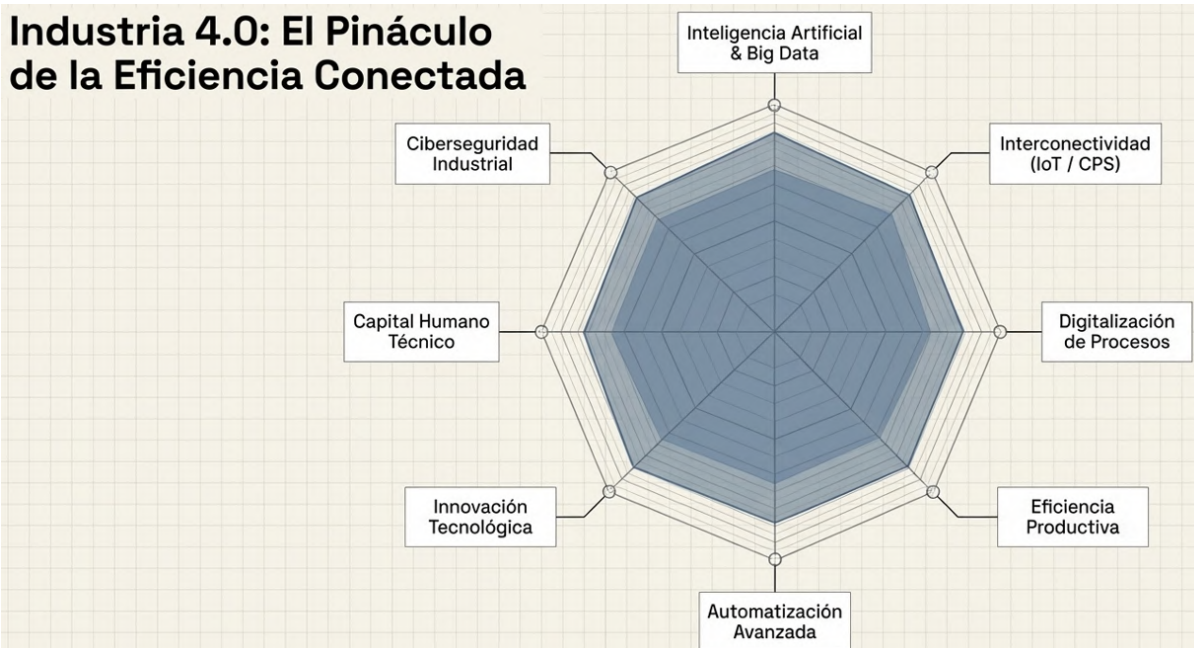 Industria 4.0: El Pináculo
de la Eficiencia Conectada
Inteligencia Artificial
& Big Data
Ciberseguridad
Industrial
Interconectividad
(IoT / CPS)
Capital Humano
Técnico
Digitalización
de Procesos
Innovación
Tecnológica
Eficiencia
Productiva
Automatización
Avanzada